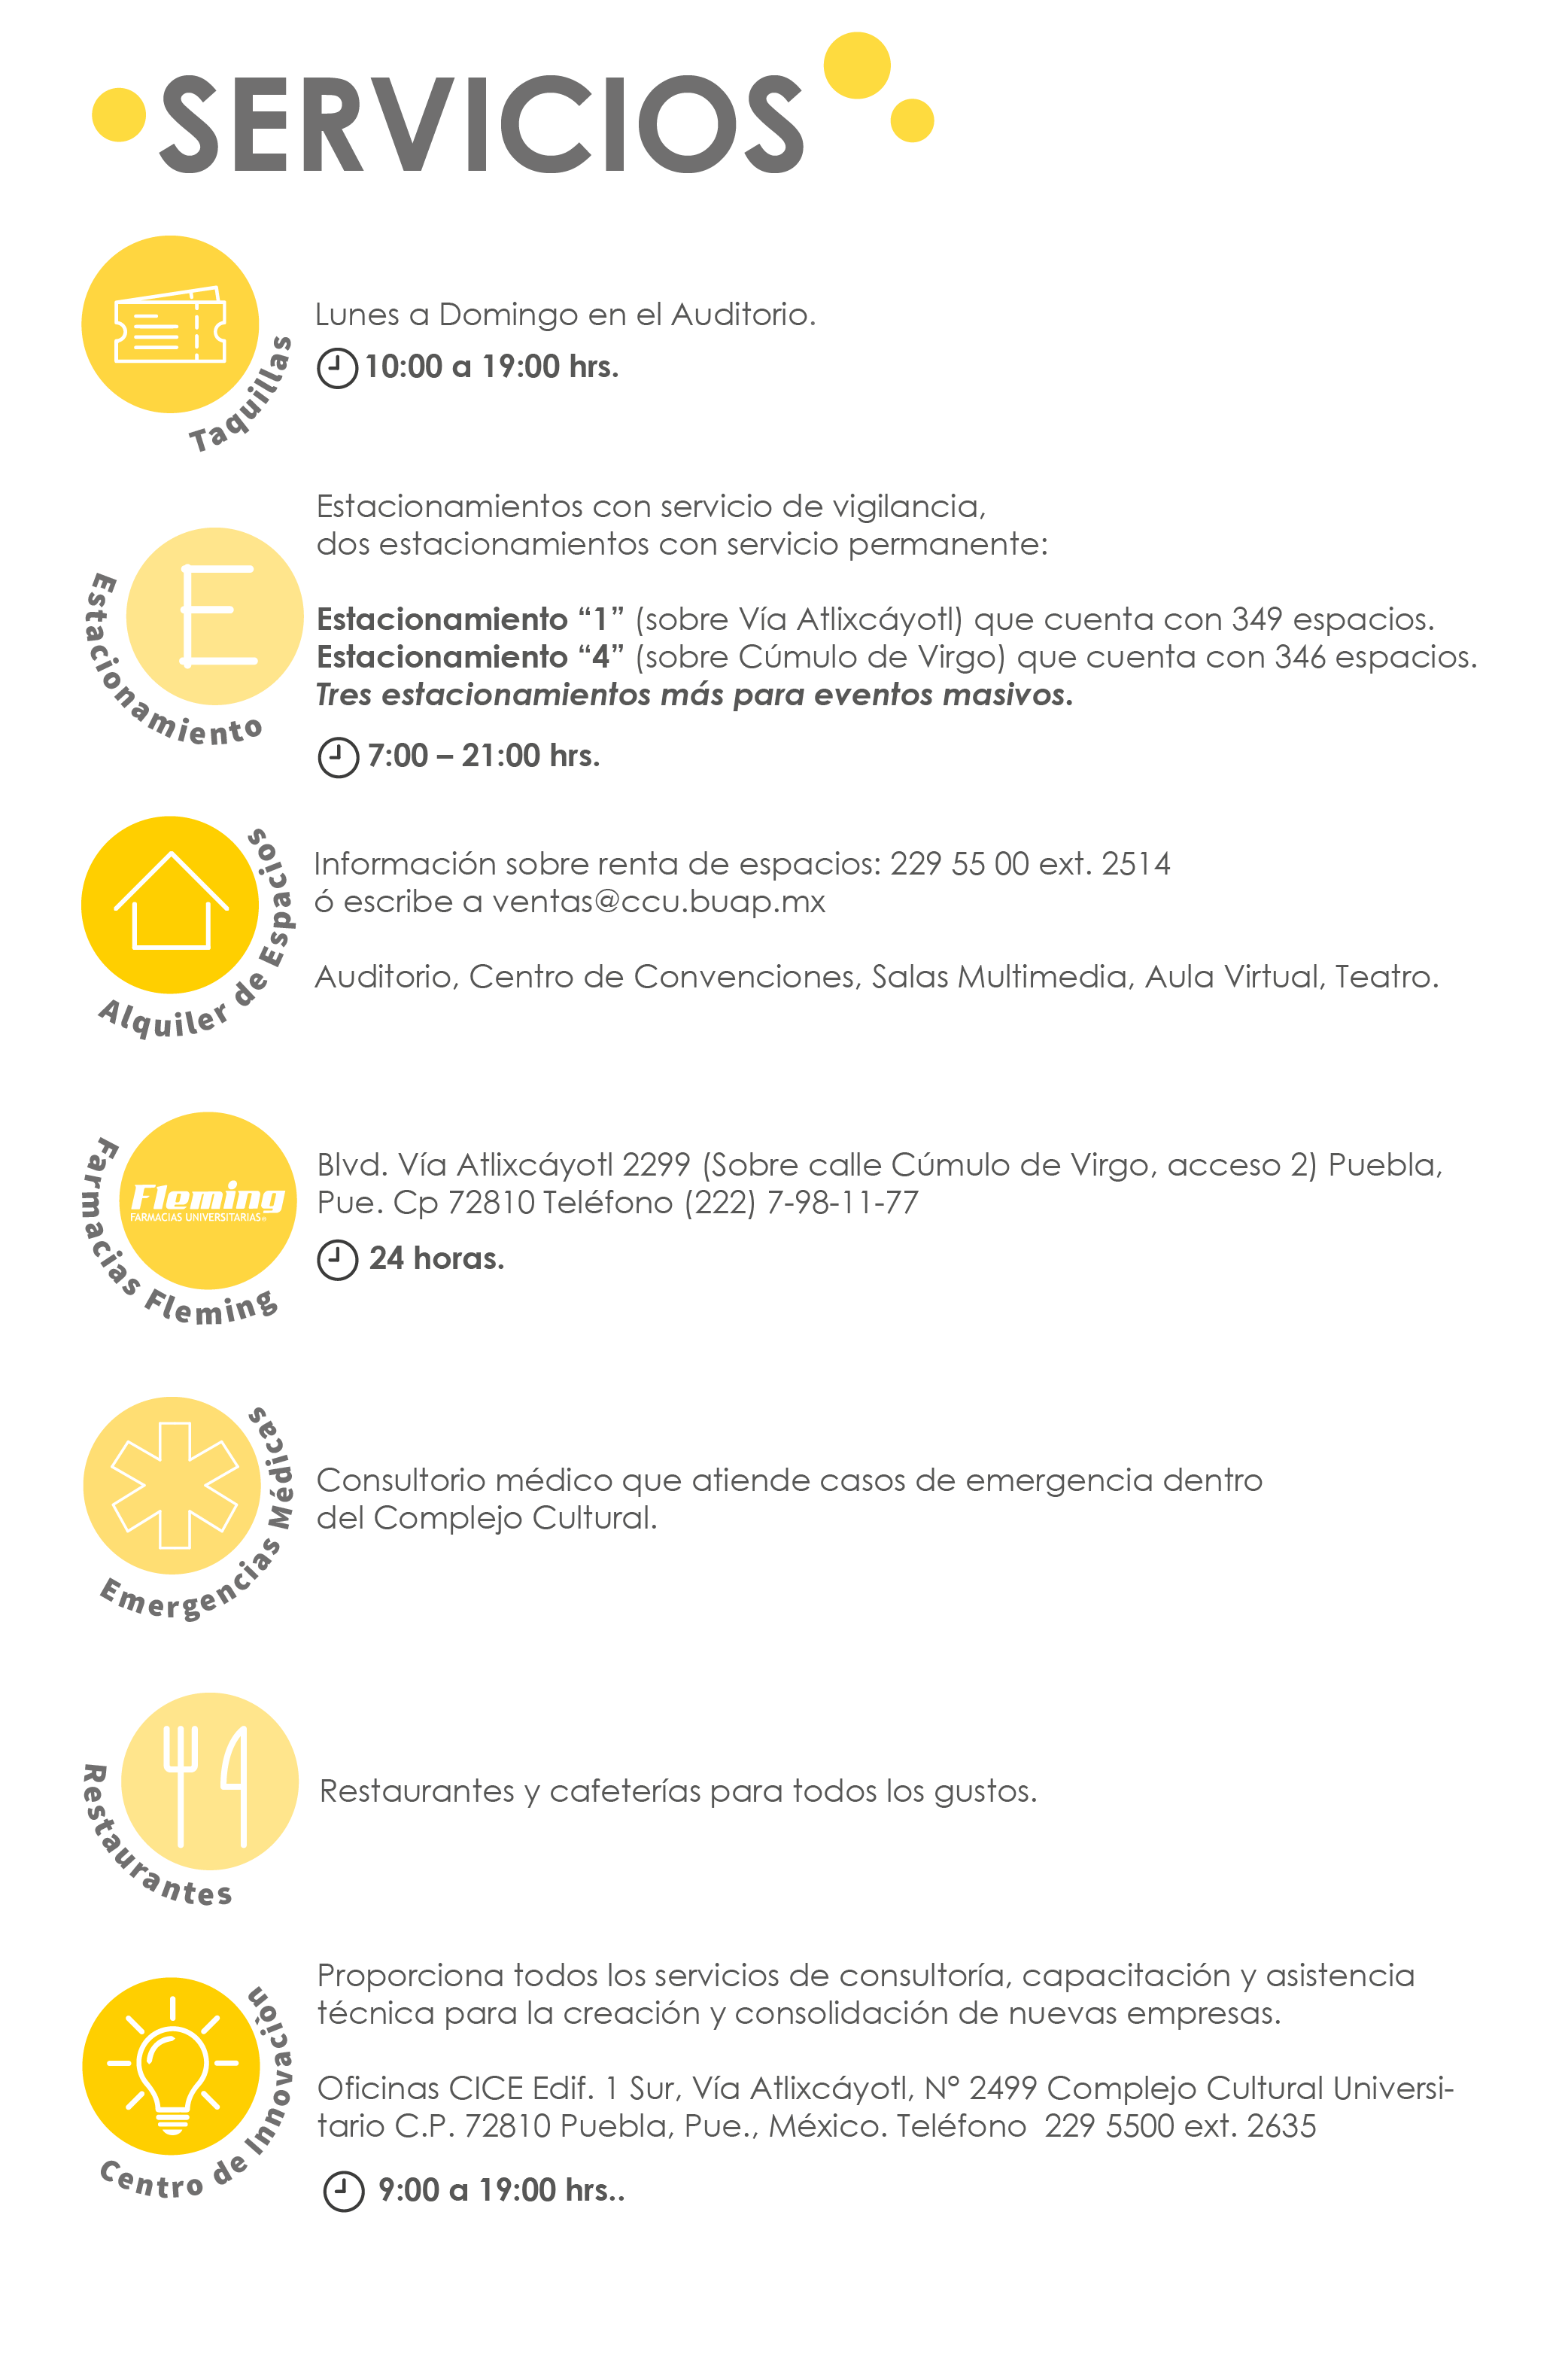 SERVICIOS
Taquillas
Lunes a Domingo en el Auditorio.
10:00 a 19:00 hrs.
Estacionamiento
E
Estacionamientos con servicio de vigilancia,
dos estacionamientos con servicio permanente:
Estacionamiento “1” (sobre Vía Atlixcáyotl) que cuenta con 349 espacios.
Estacionamiento “4” (sobre Cúmulo de Virgo) que cuenta con 346 espacios.
Tres estacionamientos más para eventos masivos.
7:00 – 21:00 hrs.
Alquiler de Espacios
Información sobre renta de espacios: 229 55 00 ext. 2514
ó escribe a ventas@ccu.buap.mx
Auditorio, Centro de Convenciones, Salas Multimedia, Aula Virtual, Teatro.
Farmacias Fleming
Fleming
FARMACIAS UNIVERSITARIAS
Blvd. Vía Atlixcáyotl 2299 (Sobre calle Cúmulo de Virgo, acceso 2) Puebla,
Pue. Cp 72810 Teléfono (222) 7-98-11-77
24 horas.
Emergencias Médicas
Consultorio médico que atiende casos de emergencia dentro
del Complejo Cultural.
Restaurantes
Restaurantes y cafeterías para todos los gustos.
Centro de Innovación
Proporciona todos los servicios de consultoría, capacitación y asistencia
técnica para la creación y consolidación de nuevas empresas.
Oficinas CICE Edif. 1 Sur, Vía Atlixcáyotl, N° 2499 Complejo Cultural Universi-
tario C.P. 72810 Puebla, Pue., México. Teléfono  229 5500 ext. 2635
9:00 a 19:00 hrs..